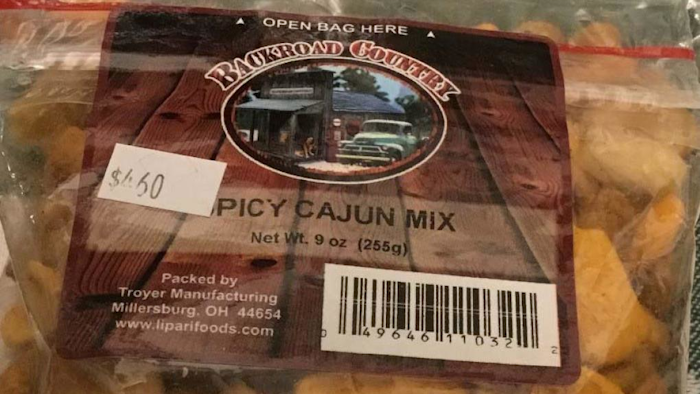 OPEN BAG HERE
BACKROAD COUNTRY
$4.60
PICY CAJUN MIX
Net Wt. 9 oz (255g)
Packed by
Troyer Manufacturing
Millersburg, OH 44654
www.liparifoods.com
0 49646 11032 2